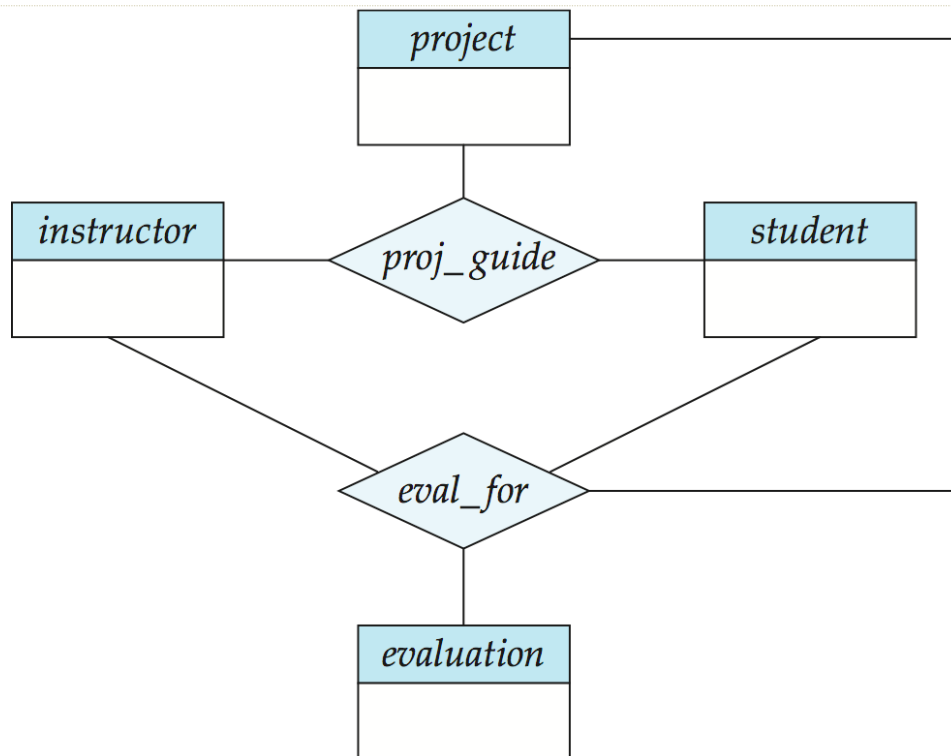 project
instructor
proj_guide
student
eval_for
evaluation